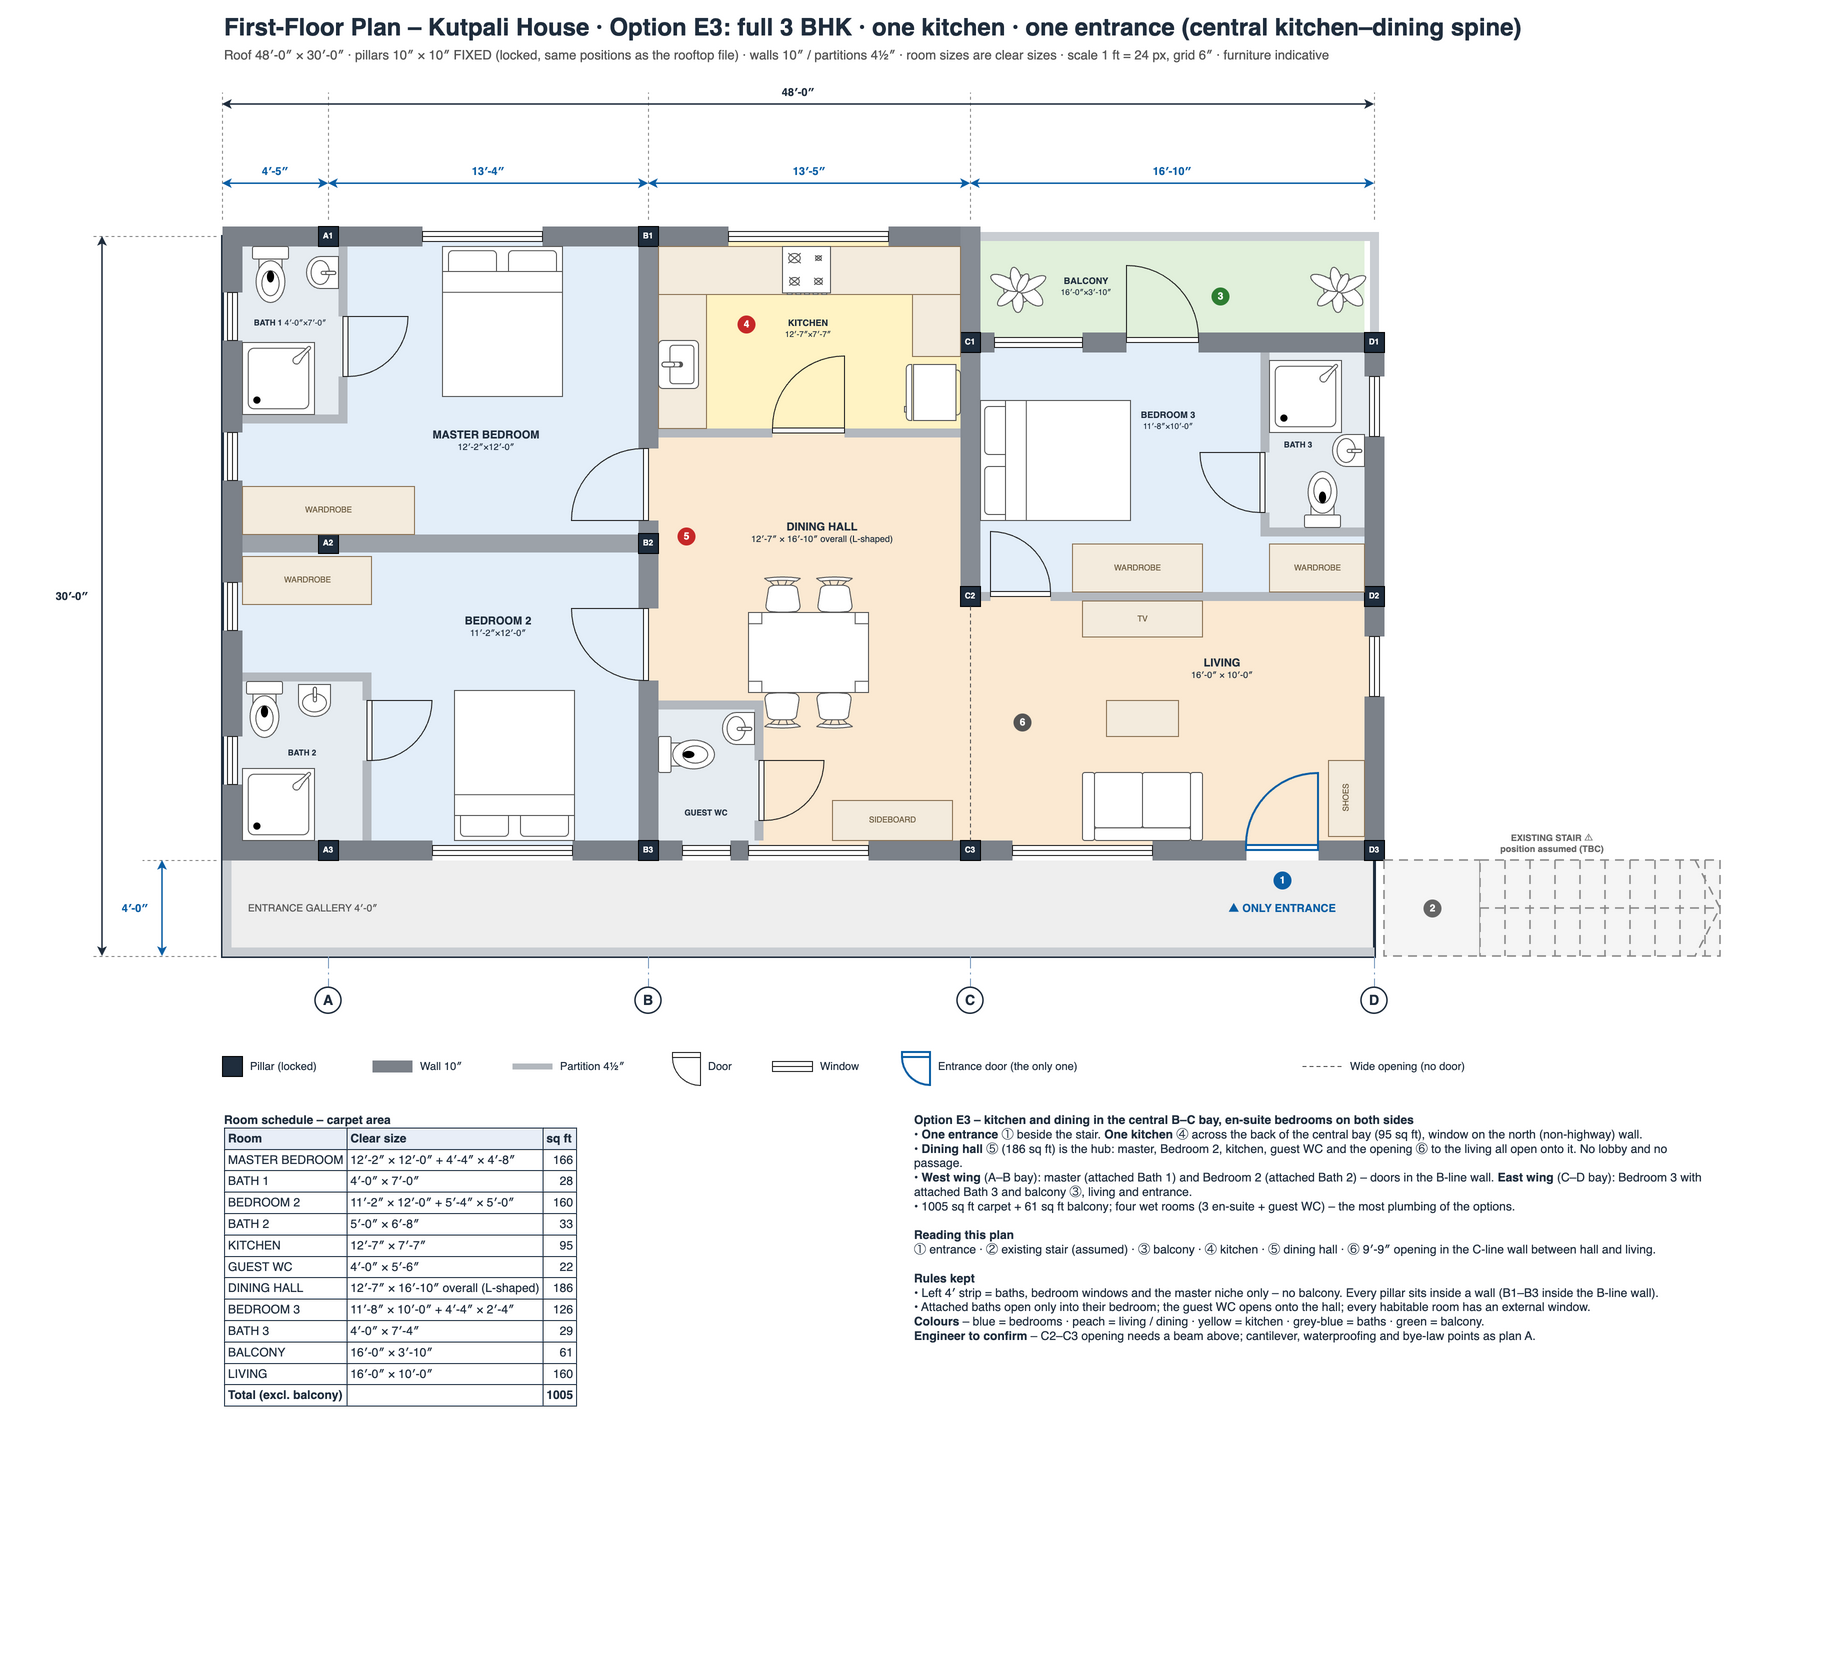 First-Floor Plan – Kutpali House · Option E3: full 3 BHK · one kitchen · one entrance (central kitchen–dining spine)
Roof 48′-0″ × 30′-0″ · pillars 10″ × 10″ FIXED (locked, same positions as the rooftop file) · walls 10″ / partitions 4½″ · room sizes are clear sizes · scale 1 ft = 24 px, grid 6″ · furniture indicative
48′-0″
4′-5″
13′-4″
13′-5″
16′-10″
30′-0″
4′-0″
A1
B1
C1
D1
A2
B2
C2
D2
A3
B3
C3
D3
BATH 1 4′-0″×7′-0″
MASTER BEDROOM
12′-2″×12′-0″
WARDROBE
WARDROBE
BEDROOM 2
11′-2″×12′-0″
BATH 2
4
KITCHEN
12′-7″×7′-7″
5
DINING HALL
12′-7″ × 16′-10″ overall (L-shaped)
GUEST WC
SIDEBOARD
BALCONY
16′-0″×3′-10″
3
BEDROOM 3
11′-8″×10′-0″
BATH 3
WARDROBE
WARDROBE
TV
LIVING
16′-0″ × 10′-0″
6
SHOES
EXISTING STAIR ⚠
position assumed (TBC)
1
▲ ONLY ENTRANCE
2
ENTRANCE GALLERY 4′-0″
A
B
C
D
Pillar (locked)
Wall 10″
Partition 4½″
Door
Window
Entrance door (the only one)
Wide opening (no door)
Room schedule – carpet area
Room Clear size sq ft
MASTER BEDROOM 12′-2″ × 12′-0″ + 4′-4″ × 4′-8″ 166
BATH 1 4′-0″ × 7′-0″ 28
BEDROOM 2 11′-2″ × 12′-0″ + 5′-4″ × 5′-0″ 160
BATH 2 5′-0″ × 6′-8″ 33
KITCHEN 12′-7″ × 7′-7″ 95
GUEST WC 4′-0″ × 5′-6″ 22
DINING HALL 12′-7″ × 16′-10″ overall (L-shaped) 186
BEDROOM 3 11′-8″ × 10′-0″ + 4′-4″ × 2′-4″ 126
BATH 3 4′-0″ × 7′-4″ 29
BALCONY 16′-0″ × 3′-10″ 61
LIVING 16′-0″ × 10′-0″ 160
Total (excl. balcony) 1005
Option E3 – kitchen and dining in the central B–C bay, en-suite bedrooms on both sides
• One entrance ① beside the stair. One kitchen ④ across the back of the central bay (95 sq ft), window on the north (non-highway) wall.
• Dining hall ⑤ (186 sq ft) is the hub: master, Bedroom 2, kitchen, guest WC and the opening ⑥ to the living all open onto it. No lobby and no
passage.
• West wing (A–B bay): master (attached Bath 1) and Bedroom 2 (attached Bath 2) – doors in the B-line wall. East wing (C–D bay): Bedroom 3 with
attached Bath 3 and balcony ③, living and entrance.
• 1005 sq ft carpet + 61 sq ft balcony; four wet rooms (3 en-suite + guest WC) – the most plumbing of the options.
Reading this plan
① entrance · ② existing stair (assumed) · ③ balcony · ④ kitchen · ⑤ dining hall · ⑥ 9′-9″ opening in the C-line wall between hall and living.
Rules kept
• Left 4′ strip = baths, bedroom windows and the master niche only – no balcony. Every pillar sits inside a wall (B1–B3 inside the B-line wall).
• Attached baths open only into their bedroom; the guest WC opens onto the hall; every habitable room has an external window.
Colours – blue = bedrooms · peach = living / dining · yellow = kitchen · grey-blue = baths · green = balcony.
Engineer to confirm – C2–C3 opening needs a beam above; cantilever, waterproofing and bye-law points as plan A.